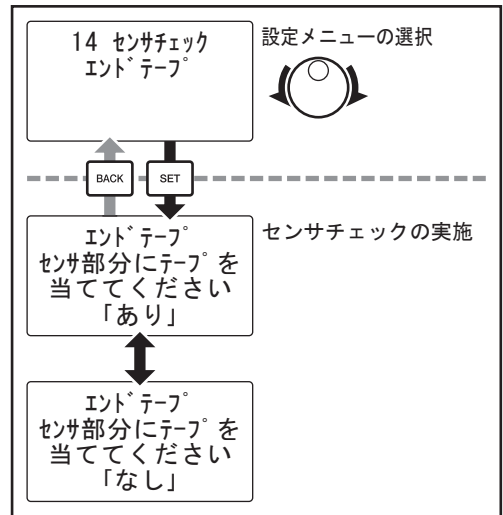 14 センサチェック
エンドテープ
設定メニューの選択
BACK
SET
エンドテープ
センサ部分にテープを
当ててください
「あり」
センサチェックの実施
エンドテープ
センサ部分にテープを
当ててください
「なし」